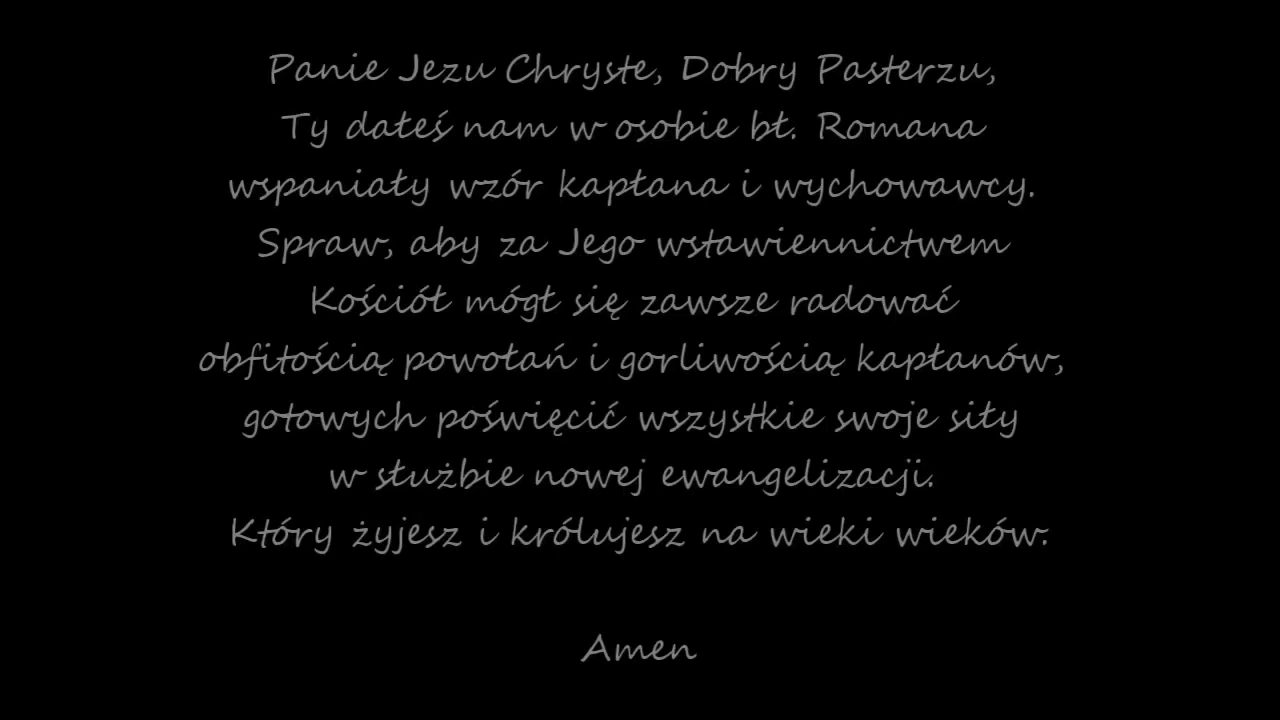 Panie Jezu Chryste, Dobry Pasterzu,
Ty dałeś nam w osobie bł. Romana
wspaniały wzór kapłana i wychowawcy.
Spraw, aby za Jego wstawiennictwem
Kościół mógł się zawsze radować
obfitością powołań i gorliwością kapłanów,
gotowych poświęcić wszystkie swoje siły
w służbie nowej ewangelizacji.
Który żyjesz i królujesz na wieki wieków.
Amen